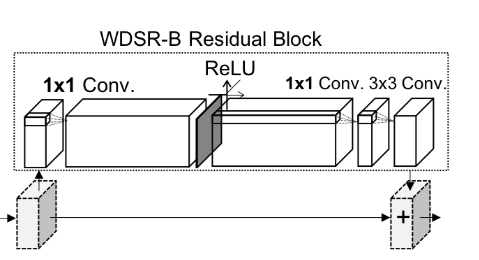 WDSR-B Residual Block
ReLU
1x1 Conv.
1x1 Conv. 3x3 Conv.
+